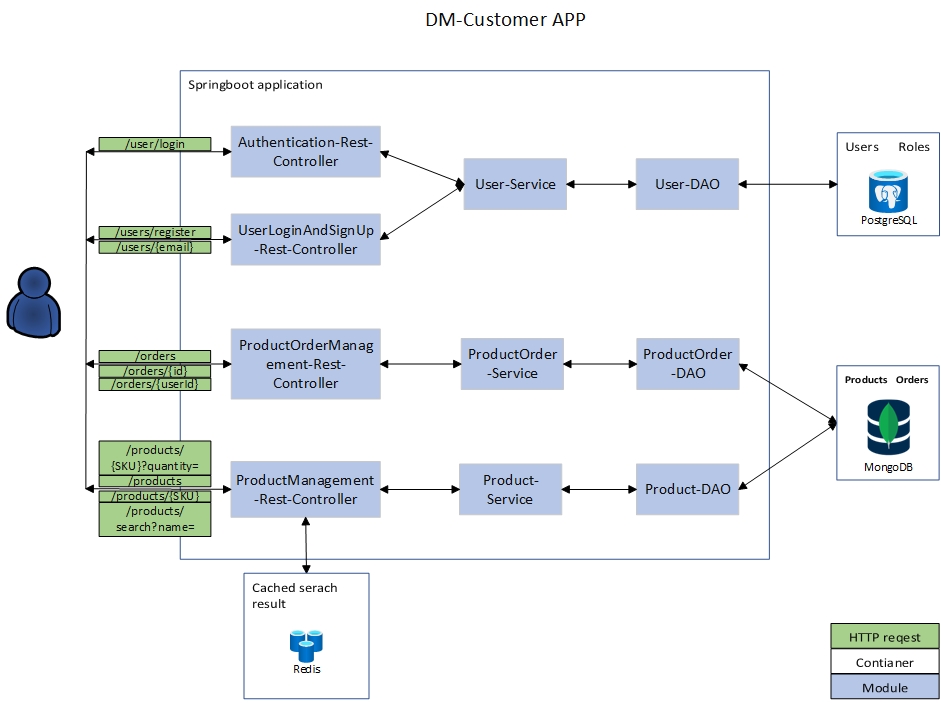 DM-Customer APP
Springboot application
/user/login
Authentication-Rest-
Controller
/users/register
/users/{email}
UserLoginAndSignUp
-Rest-Controller
User-Service
User-DAO
Users Roles
PostgreSQL
/orders
/orders/{id}
/orders/{userId}
ProductOrderManag
ement-Rest-
Controller
ProductOrder
-Service
ProductOrder
-DAO
Products Orders
MongoDB
/products/
{SKU}?quantity=
/products
/products/{SKU}
/products/
search?name=
ProductManagement
-Rest-Controller
Product-
Service
Product-DAO
Cached serach
result
Redis
HTTP reqest
Contianer
Module